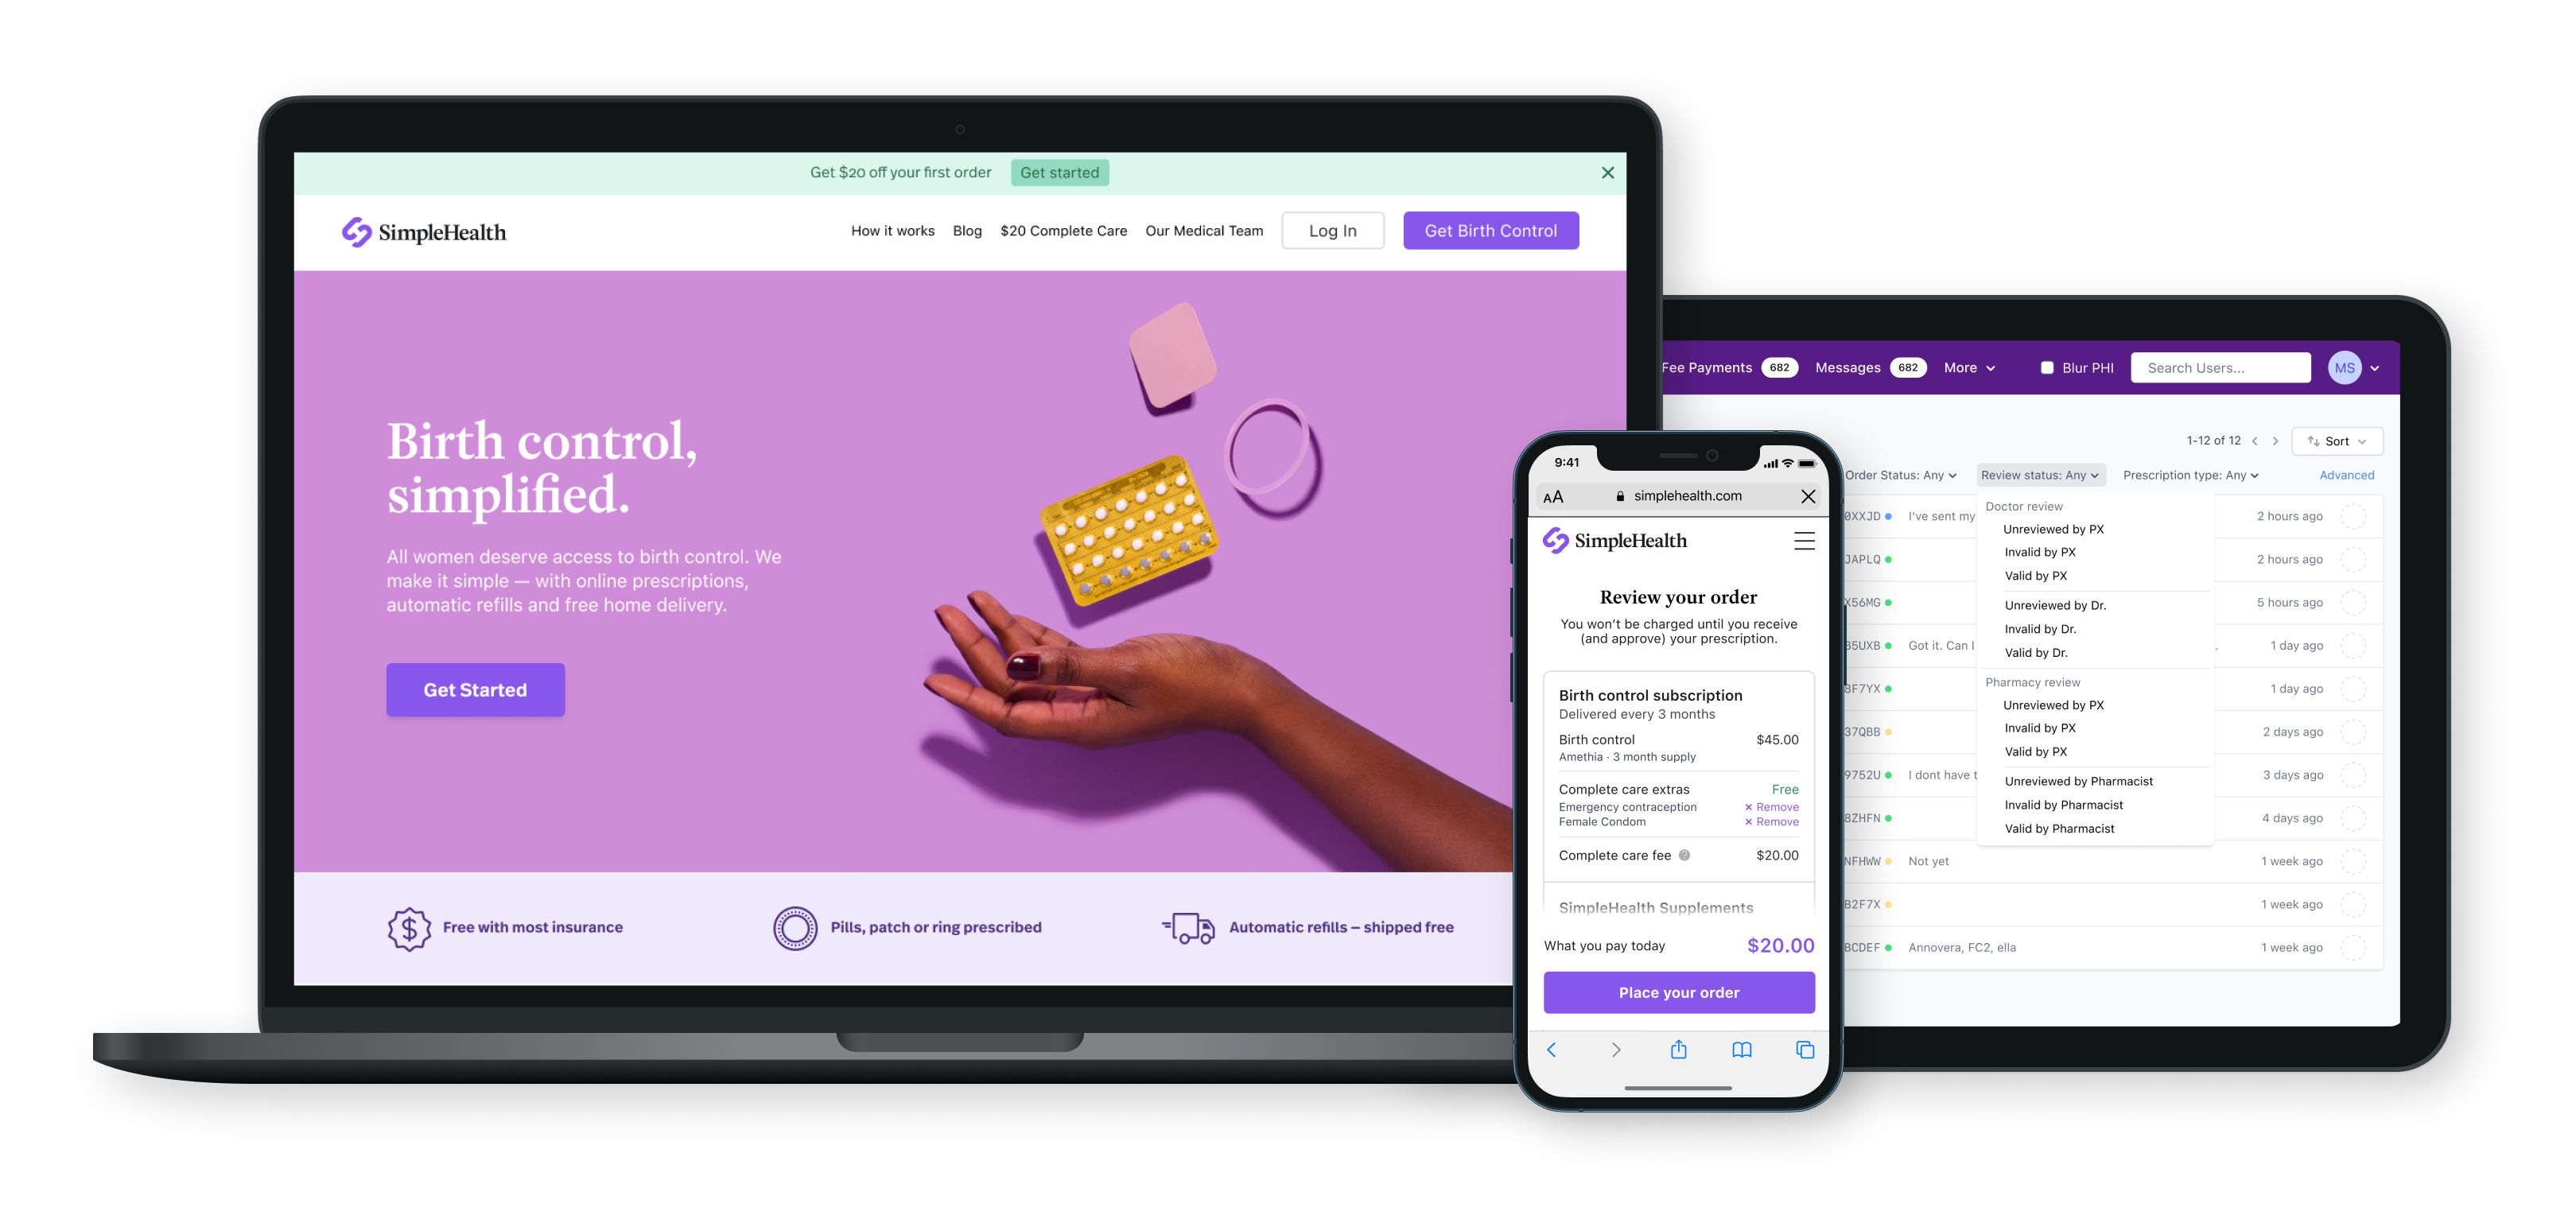 Get $20 off your first order Get started
SimpleHealth
How it works Blog $20 Complete Care Our Medical Team Log In Get Birth Control
Birth control,
simplified.
All women deserve access to birth control. We
make it simple — with online prescriptions,
automatic refills and free home delivery.
Get Started
Free with most insurance
Pills, patch or ring prescribed
Automatic refills – shipped free
9:41
AA simplehealth.com
SimpleHealth
Review your order
You won't be charged until you receive
(and approve) your prescription.
Birth control subscription
Delivered every 3 months
Birth control $45.00
Amethia · 3 month supply
Complete care extras Free
Emergency contraception × Remove
Female Condom × Remove
Complete care fee ? $20.00
SimpleHealth Supplements
What you pay today $20.00
Place your order
Fee Payments 682 Messages 682 More Blur PHI Search Users... MS
1-12 of 12 Sort
Order Status: Any Review status: Any Prescription type: Any Advanced
0XXJD I've sent my 2 hours ago
JAPLQ 2 hours ago
X56MG 5 hours ago
35UXB Got it. Can I 1 day ago
3F7YX 1 day ago
37QBB 2 days ago
9752U I dont have t 3 days ago
8ZHFN 4 days ago
NFHWW Not yet 1 week ago
B2F7X 1 week ago
BCDEF Annovera, FC2, ella 1 week ago
Doctor review
Unreviewed by PX
Invalid by PX
Valid by PX
Unreviewed by Dr.
Invalid by Dr.
Valid by Dr.
Pharmacy review
Unreviewed by PX
Invalid by PX
Valid by PX
Unreviewed by Pharmacist
Invalid by Pharmacist
Valid by Pharmacist